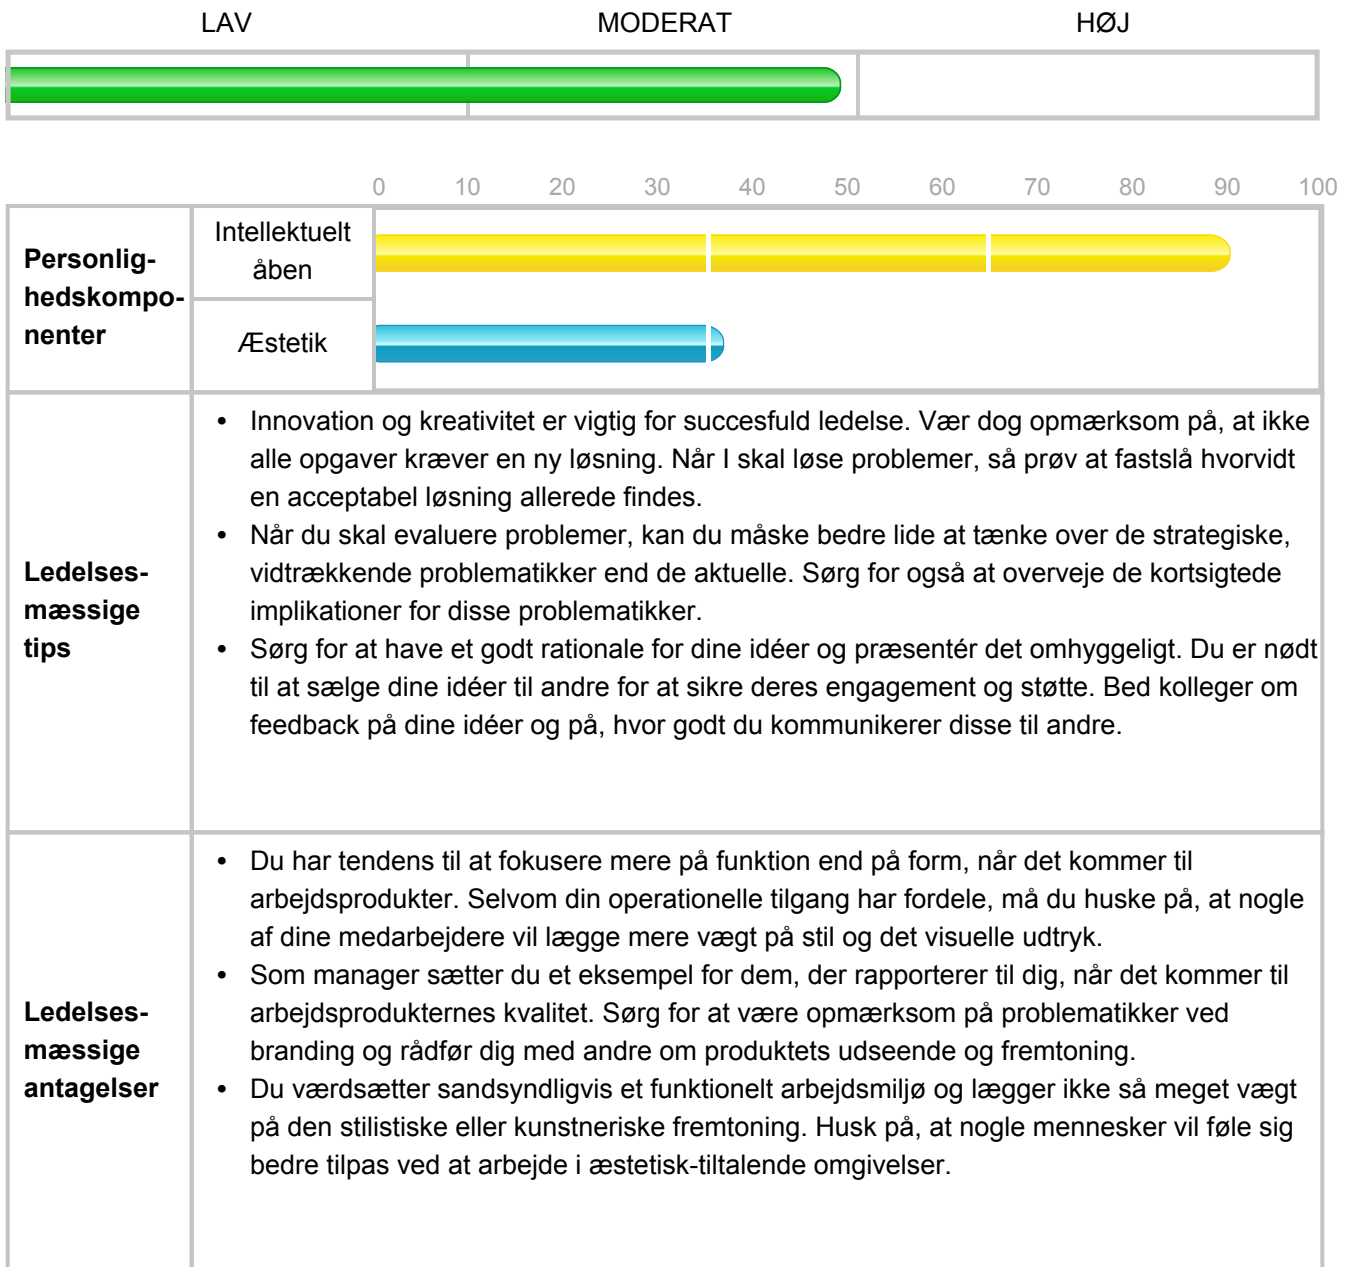 LAV MODERAT HØJ
0 10 20 30 40 50 60 70 80 90 100
Personlig-
hedskompo-
nenter
Intellektuelt
åben
Æstetik
Ledelses-
mæssige
tips
• Innovation og kreativitet er vigtig for succesfuld ledelse. Vær dog opmærksom på, at ikke
alle opgaver kræver en ny løsning. Når I skal løse problemer, så prøv at fastslå hvorvidt
en acceptabel løsning allerede findes.
• Når du skal evaluere problemer, kan du måske bedre lide at tænke over de strategiske,
vidtrækkende problematikker end de aktuelle. Sørg for også at overveje de kortsigtede
implikationer for disse problematikker.
• Sørg for at have et godt rationale for dine idéer og præsentér det omhyggeligt. Du er nødt
til at sælge dine idéer til andre for at sikre deres engagement og støtte. Bed kolleger om
feedback på dine idéer og på, hvor godt du kommunikerer disse til andre.
Ledelses-
mæssige
antagelser
• Du har tendens til at fokusere mere på funktion end på form, når det kommer til
arbejdsprodukter. Selvom din operationelle tilgang har fordele, må du huske på, at nogle
af dine medarbejdere vil lægge mere vægt på stil og det visuelle udtryk.
• Som manager sætter du et eksempel for dem, der rapporterer til dig, når det kommer til
arbejdsprodukternes kvalitet. Sørg for at være opmærksom på problematikker ved
branding og rådfør dig med andre om produktets udseende og fremtoning.
• Du værdsætter sandsyndligvis et funktionelt arbejdsmiljø og lægger ikke så meget vægt
på den stilistiske eller kunstneriske fremtoning. Husk på, at nogle mennesker vil føle sig
bedre tilpas ved at arbejde i æstetisk-tiltalende omgivelser.